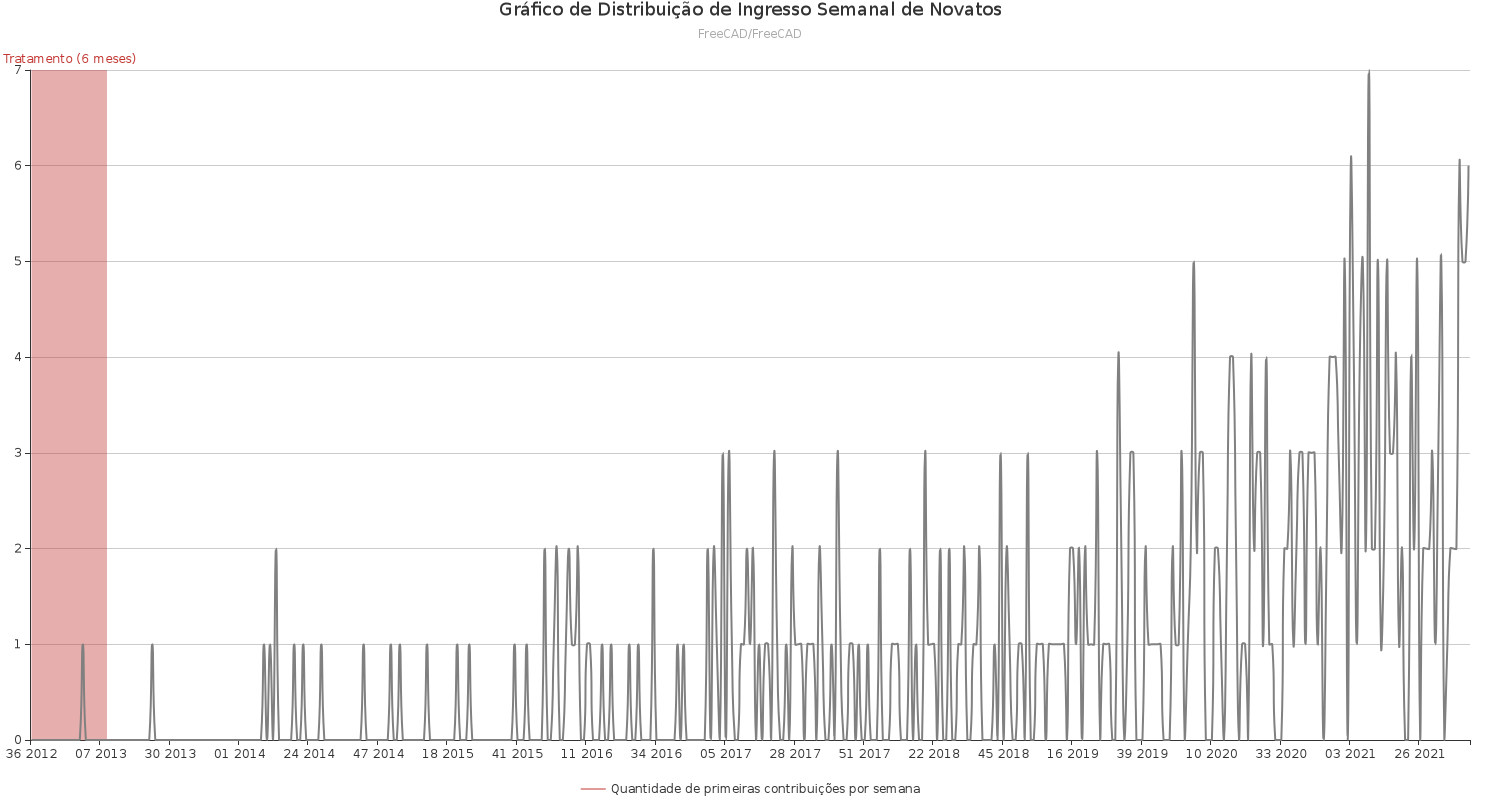 Gráfico de Distribuição de Ingresso Semanal de Novatos
FreeCAD/FreeCAD
Tratamento (6 meses)
7
6
5
4
3
2
1
0
36 2012 07 2013 30 2013 01 2014 24 2014 47 2014 18 2015 41 2015 11 2016 34 2016 05 2017 28 2017 51 2017 22 2018 45 2018 16 2019 39 2019 10 2020 33 2020 03 2021 26 2021
Quantidade de primeiras contribuições por semana